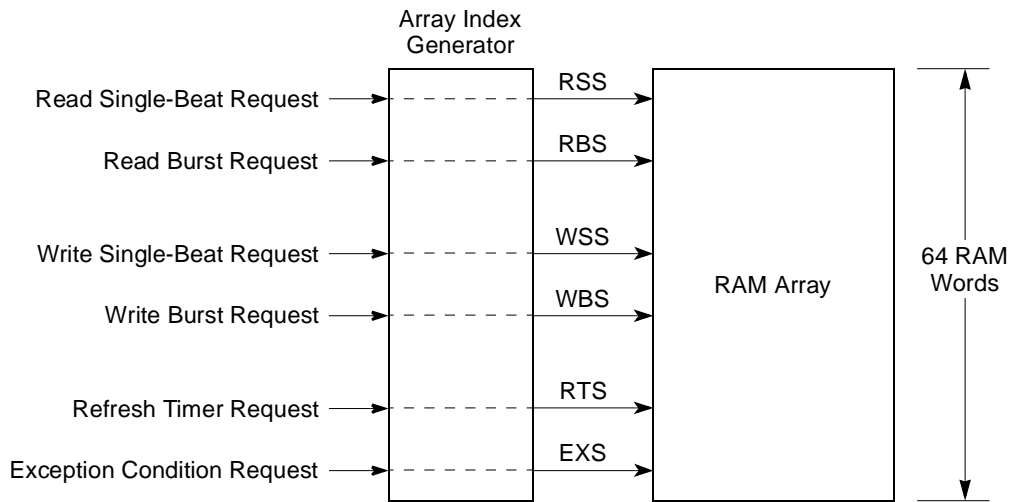 Array Index
Generator
Read Single-Beat Request
RSS
Read Burst Request
RBS
Write Single-Beat Request
WSS
Write Burst Request
WBS
RAM Array
64 RAM
Words
Refresh Timer Request
RTS
Exception Condition Request
EXS